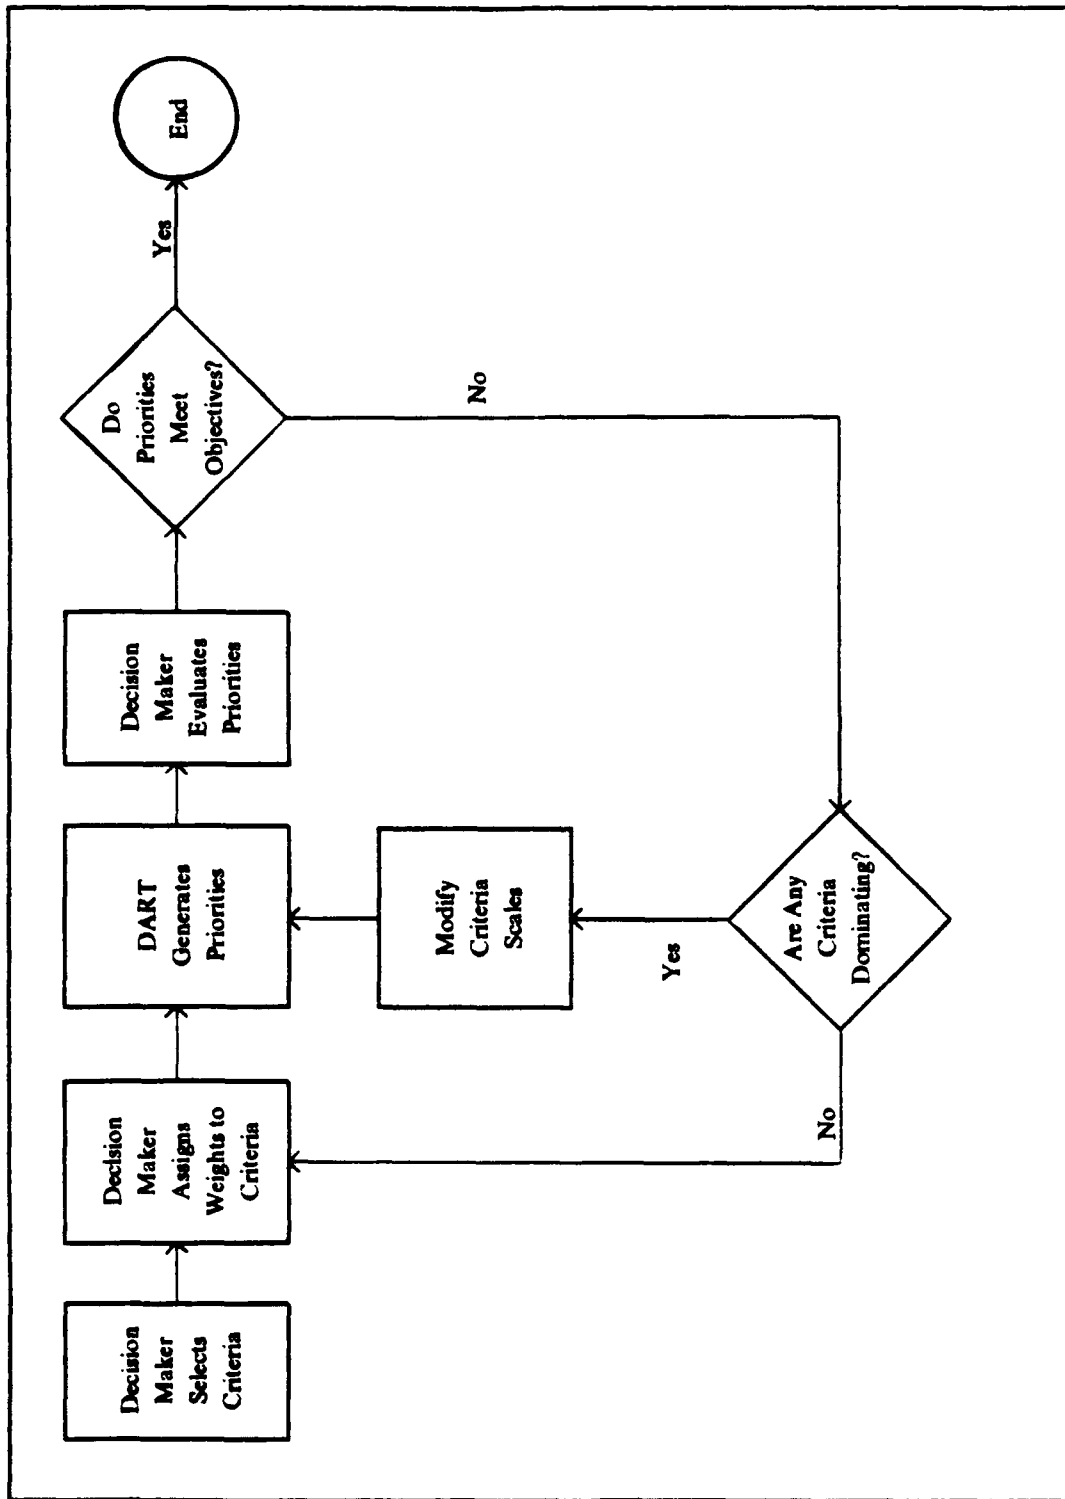 Decision
Maker
Selects
Criteria
Decision
Maker
Assigns
Weights to
Criteria
DART
Generates
Priorities
Decision
Maker
Evaluates
Priorities
Do
Priorities
Meet
Objectives?
Yes
End
No
Modify
Criteria
Scales
Yes
Are Any
Criteria
Dominating?
No